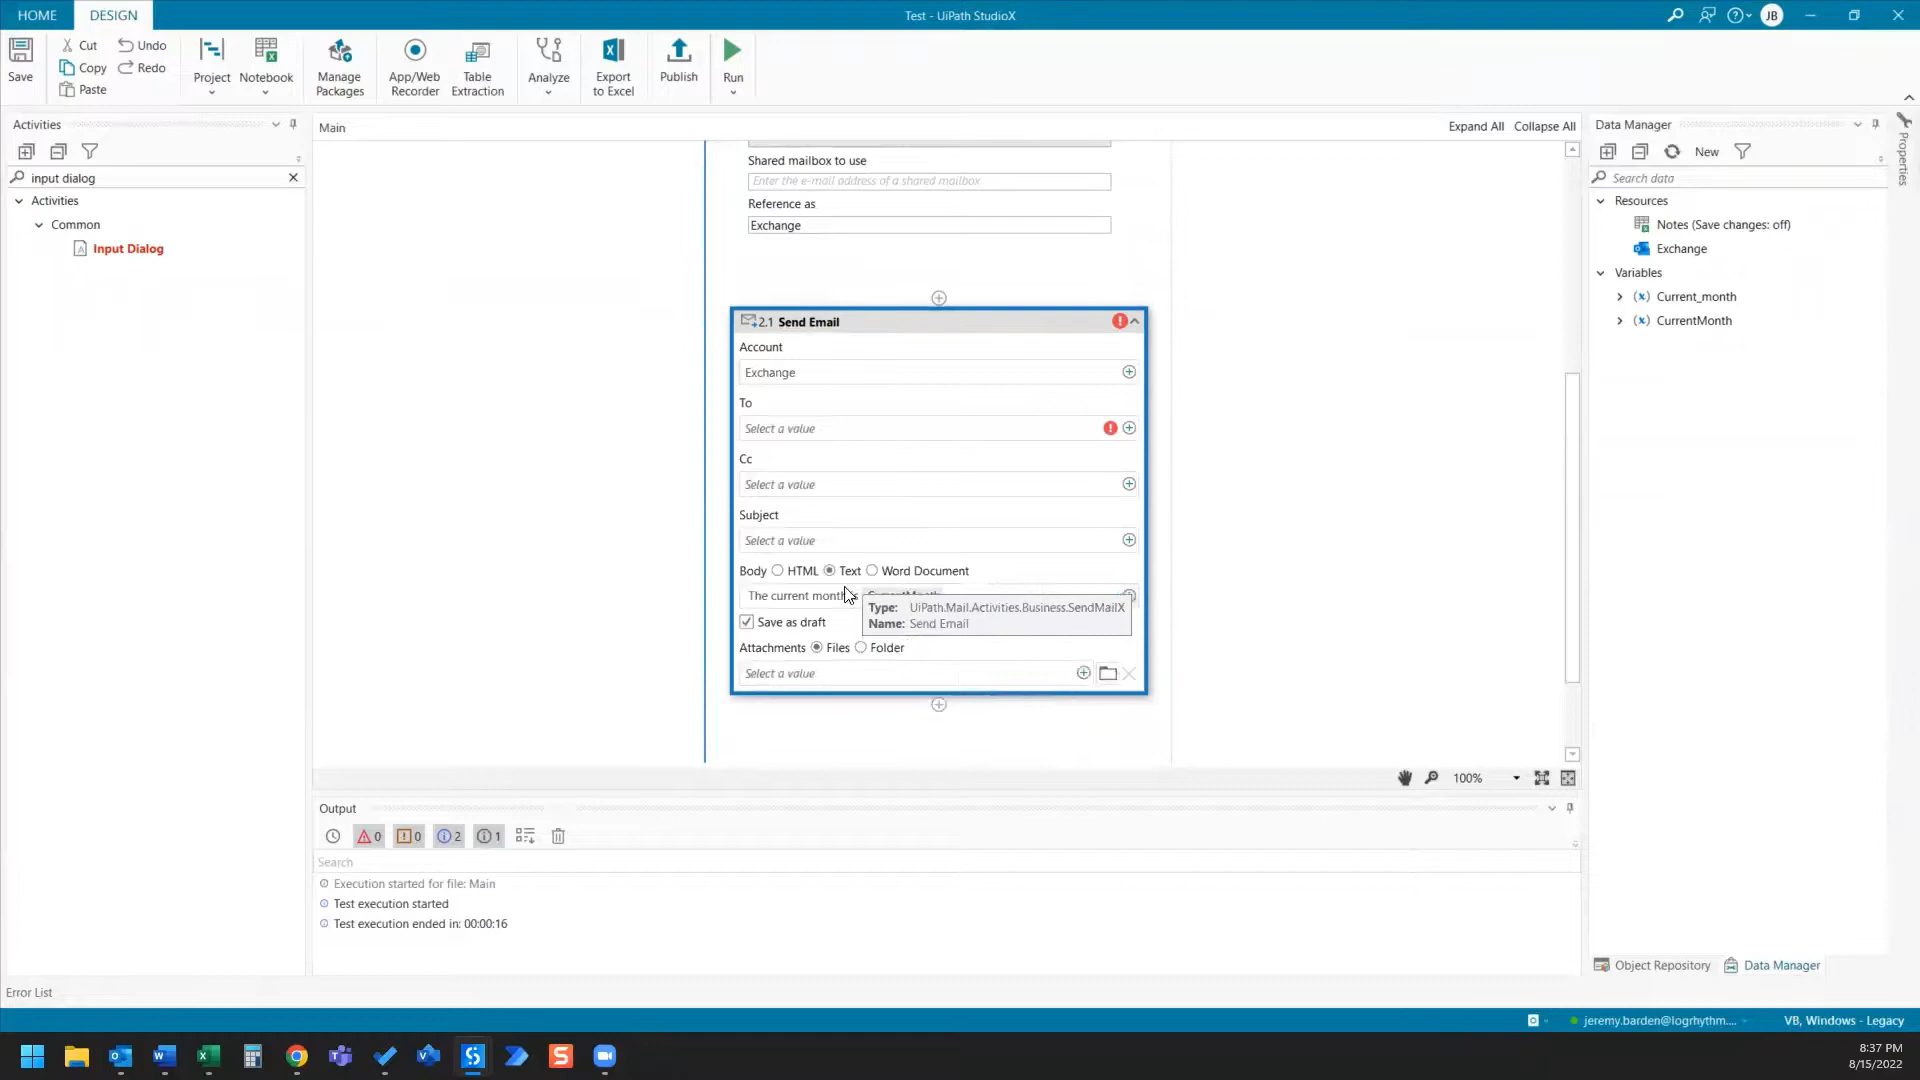 HOME
DESIGN
Test - UiPath StudioX
JB
Save
Cut
Copy
Paste
Undo
Redo
Project
Notebook
Manage Packages
App/Web Recorder
Table Extraction
Analyze
Export to Excel
Publish
Run
Activities
input dialog
Activities
Common
Input Dialog
Main
Expand All
Collapse All
Shared mailbox to use
Enter the e-mail address of a shared mailbox
Reference as
Exchange
2.1 Send Email
Account
Exchange
To
Select a value
Cc
Select a value
Subject
Select a value
Body HTML Text Word Document
The current month
Type: UiPath.Mail.Activities.Business.SendMailX
Name: Send Email
Save as draft
Attachments Files Folder
Select a value
100%
Output
0
0
2
1
Search
Execution started for file: Main
Test execution started
Test execution ended in: 00:00:16
Data Manager
New
Search data
Resources
Notes (Save changes: off)
Exchange
Variables
Current_month
CurrentMonth
Properties
Object Repository
Data Manager
Error List
jeremy.barden@logrhythm....
VB, Windows - Legacy
8:37 PM
8/15/2022